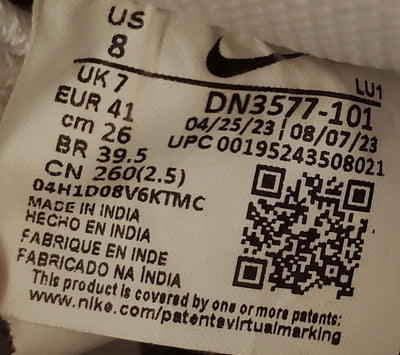 US
8
LU1
UK 7
DN3577-101
EUR 41
04/25/23 | 08/07/23
cm 26
UPC 00195243508021
BR 39.5
CN 260(2.5)
04H1D08V6KTMC
MADE IN INDIA
HECHO EN INDIA
FABRIQUE EN INDE
FABRICADO NA ÍNDIA
This product is covered by one or more patents:
www.nike.com/patentsvirtualmarking